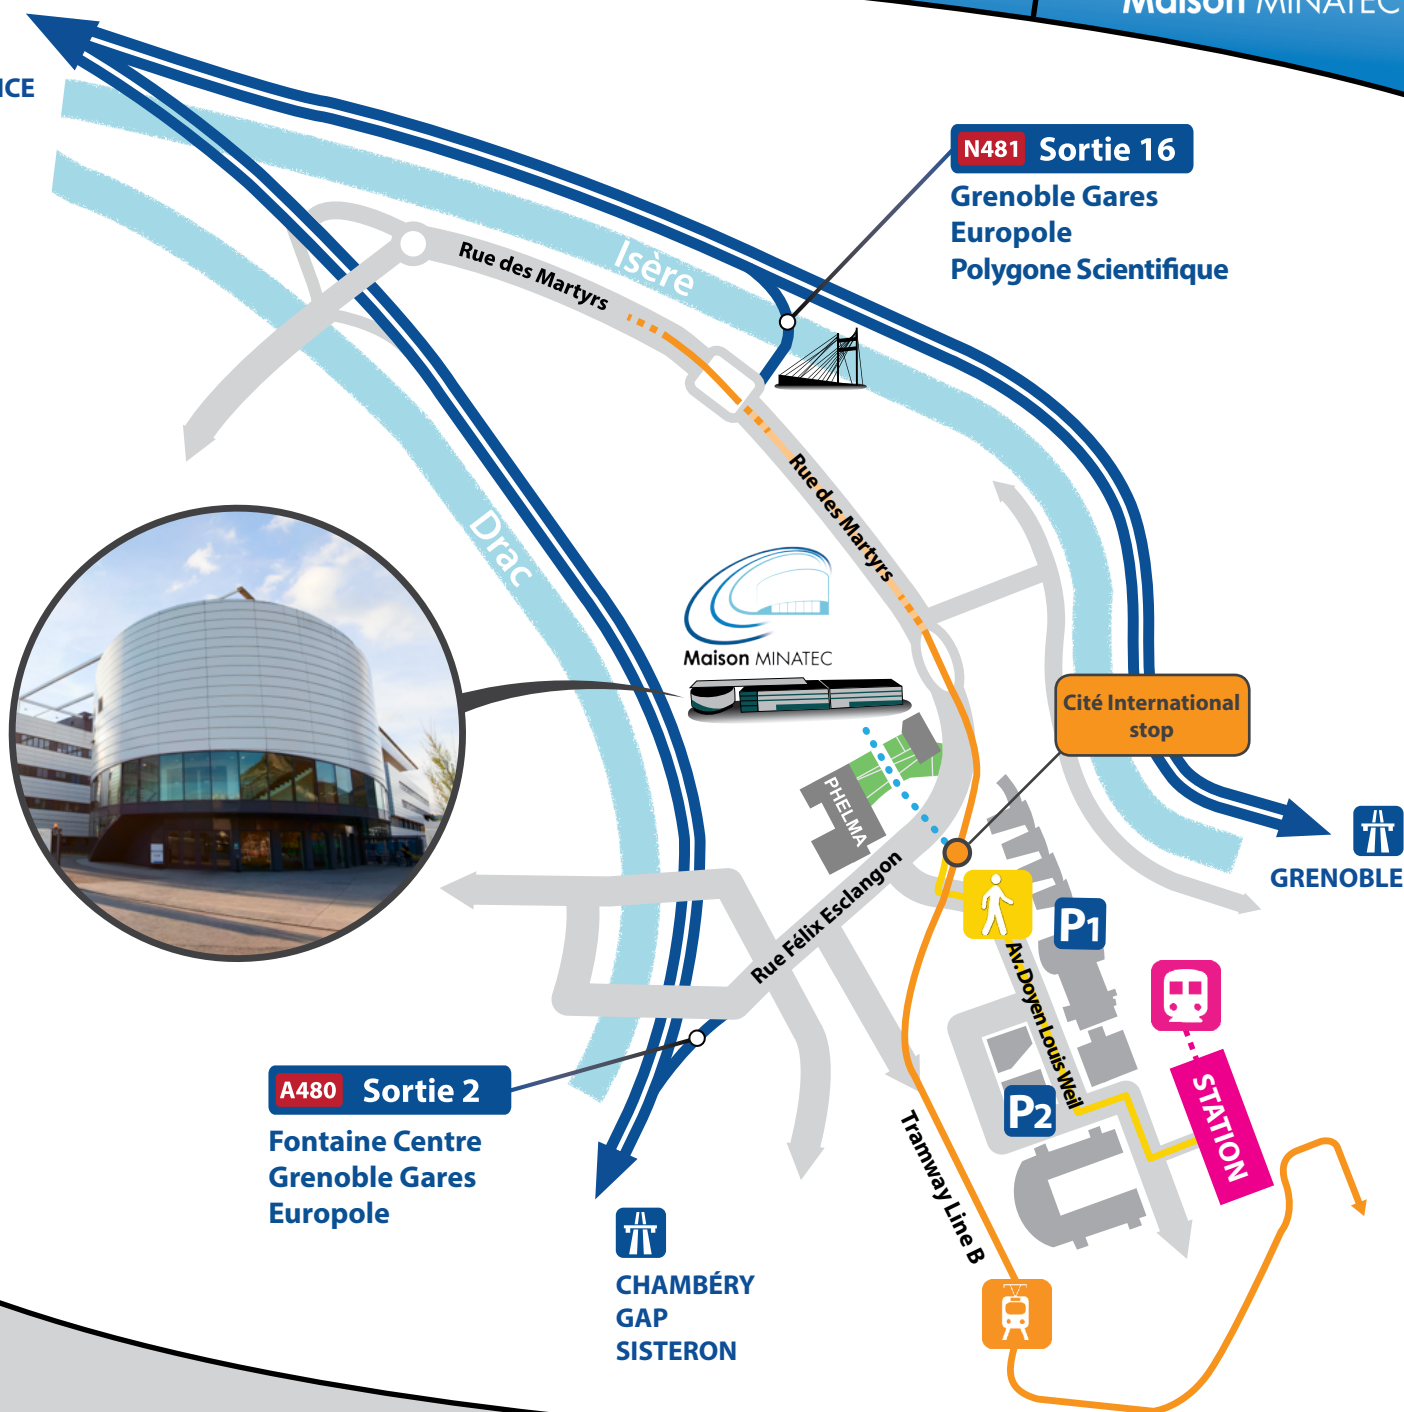 Maison MINATEC
N481 Sortie 16
Grenoble Gares
Europole
Polygone Scientifique
Isère
Rue des Martyrs
Rue des Martyrs
Drac
Maison MINATEC
Cité International
stop
PHELMA
GRENOBLE
Rue Félix Esclangon
P1
Av. Doyen Louis Weil
A480 Sortie 2
Fontaine Centre
Grenoble Gares
Europole
P2
STATION
Tramway Line B
CHAMBÉRY
GAP
SISTERON